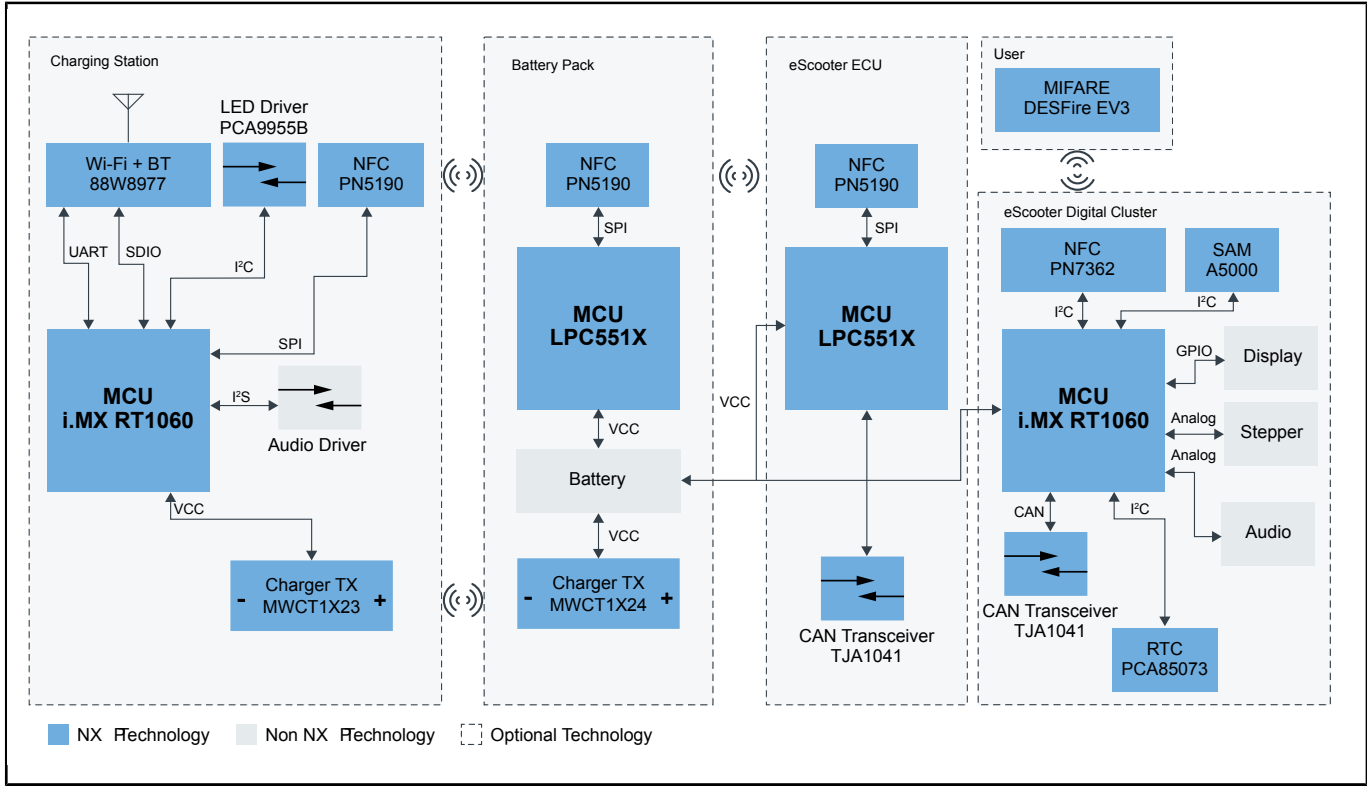 Charging Station
LED Driver
PCA9955B
Wi-Fi + BT
88W8977
NFC
PN5190
UART
SDIO
I²C
SPI
MCU
i.MX RT1060
I²S
Audio Driver
VCC
Charger TX
MWCT1X23
-
+
Battery Pack
NFC
PN5190
SPI
MCU
LPC551X
VCC
Battery
VCC
Charger TX
MWCT1X24
-
+
eScooter ECU
NFC
PN5190
SPI
MCU
LPC551X
VCC
CAN Transceiver
TJA1041
User
MIFARE
DESFire EV3
eScooter Digital Cluster
NFC
PN7362
SAM
A5000
I²C
I²C
MCU
i.MX RT1060
GPIO
Display
Analog
Stepper
Analog
Audio
CAN
I²C
CAN Transceiver
TJA1041
RTC
PCA85073
NX P Technology
Non NX P Technology
Optional Technology